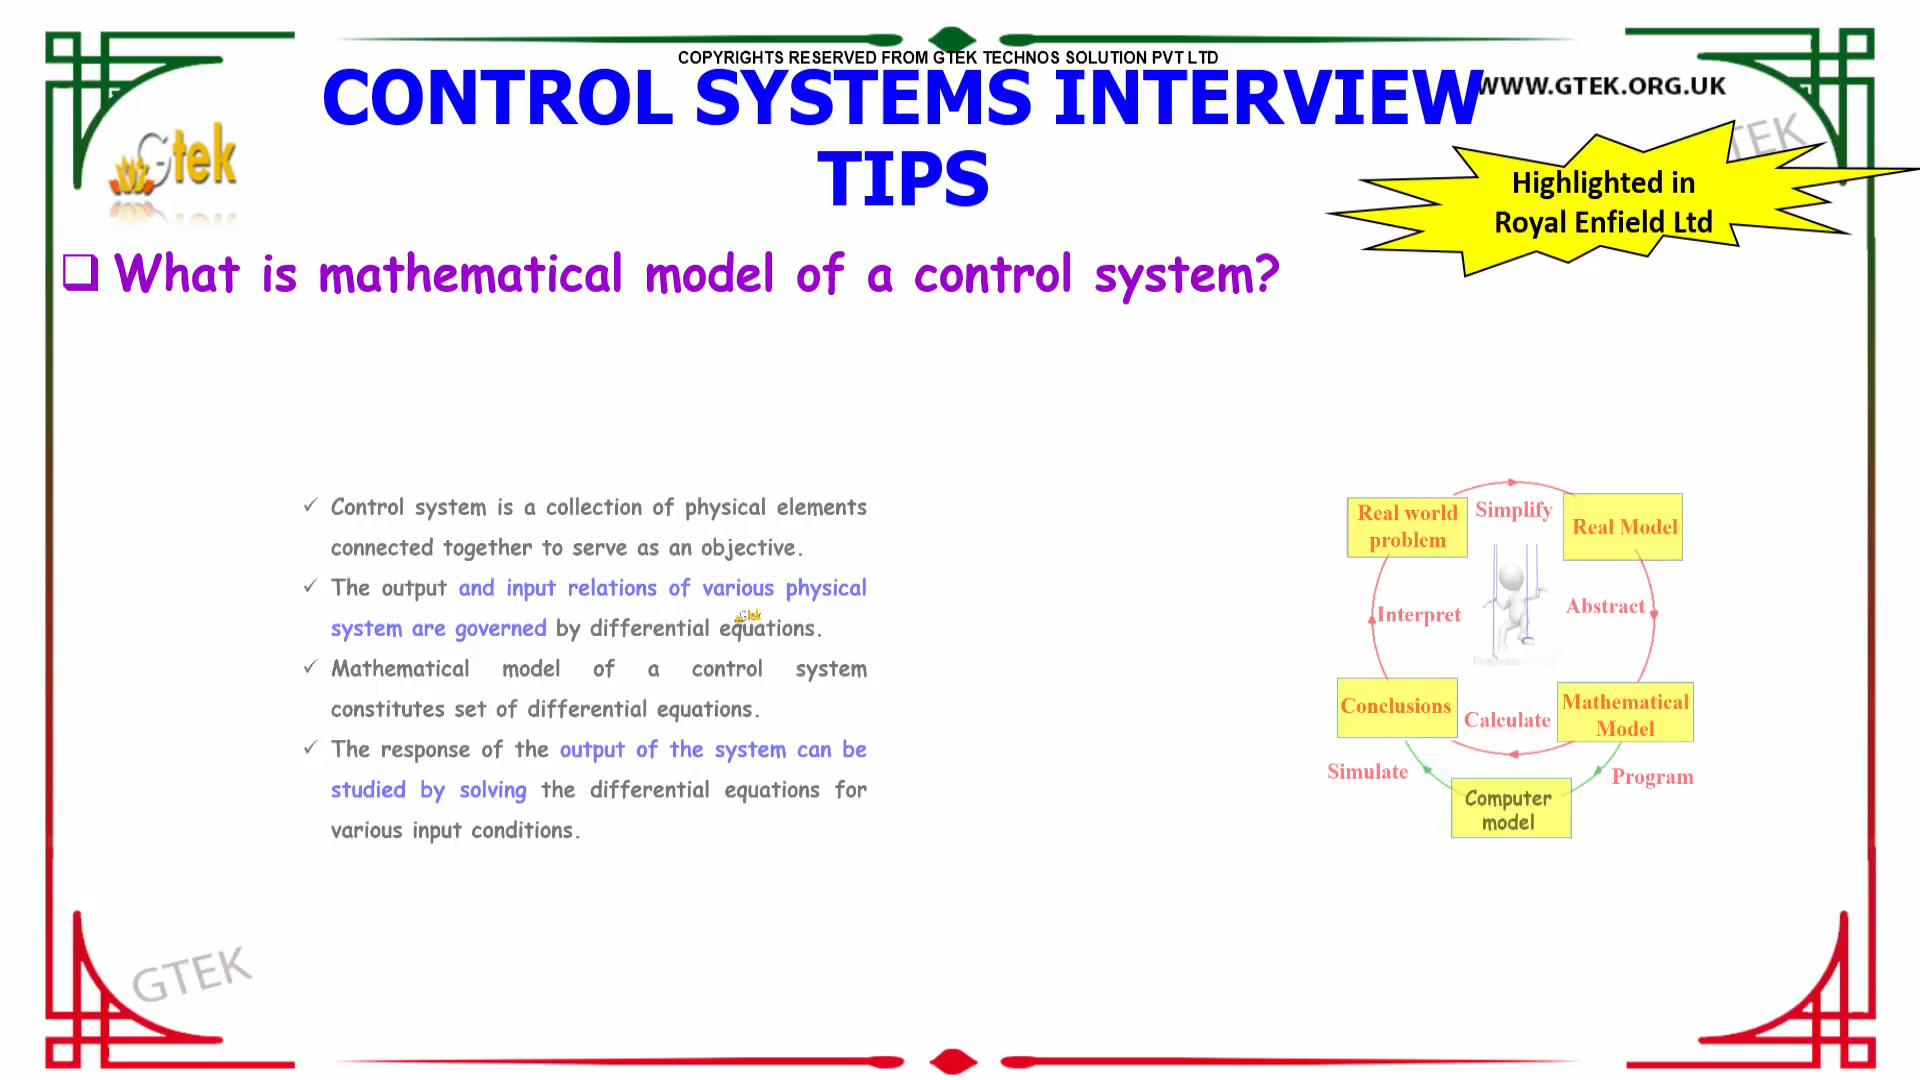 COPYRIGHTS RESERVED FROM GTEK TECHNOS SOLUTION PVT LTD
CONTROL SYSTEMS INTERVIEW
TIPS
WWW.GTEK.ORG.UK
GTEK
Gtek
Highlighted in
Royal Enfield Ltd
❑ What is mathematical model of a control system?
✓ Control system is a collection of physical elements
connected together to serve as an objective.
✓ The output and input relations of various physical
system are governed by differential equations.
Gtek
✓ Mathematical model of a control system
constitutes set of differential equations.
✓ The response of the output of the system can be
studied by solving the differential equations for
various input conditions.
Real world
problem
Simplify
Real Model
Interpret
Abstract
Conclusions
Calculate
Mathematical
Model
Simulate
Program
Computer
model
GTEK